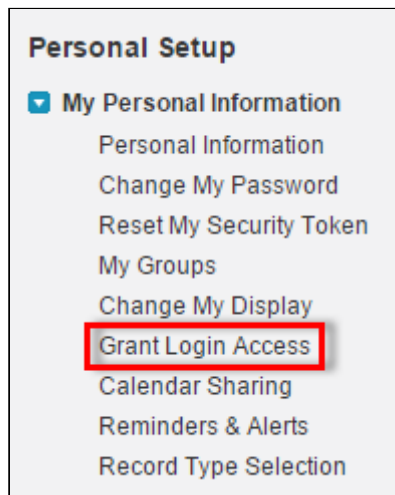 Personal Setup
My Personal Information
Personal Information
Change My Password
Reset My Security Token
My Groups
Change My Display
Grant Login Access
Calendar Sharing
Reminders & Alerts
Record Type Selection